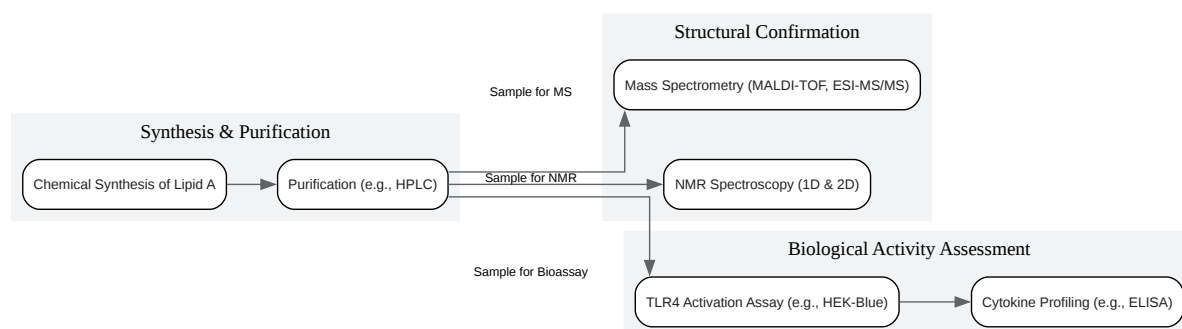 Structural Confirmation
Mass Spectrometry (MALDI-TOF, ESI-MS/MS)
Sample for MS
Synthesis & Purification
Chemical Synthesis of Lipid A
Purification (e.g., HPLC)
Sample for NMR
NMR Spectroscopy (1D & 2D)
Biological Activity Assessment
Sample for Bioassay
TLR4 Activation Assay (e.g., HEK-Blue)
Cytokine Profiling (e.g., ELISA)